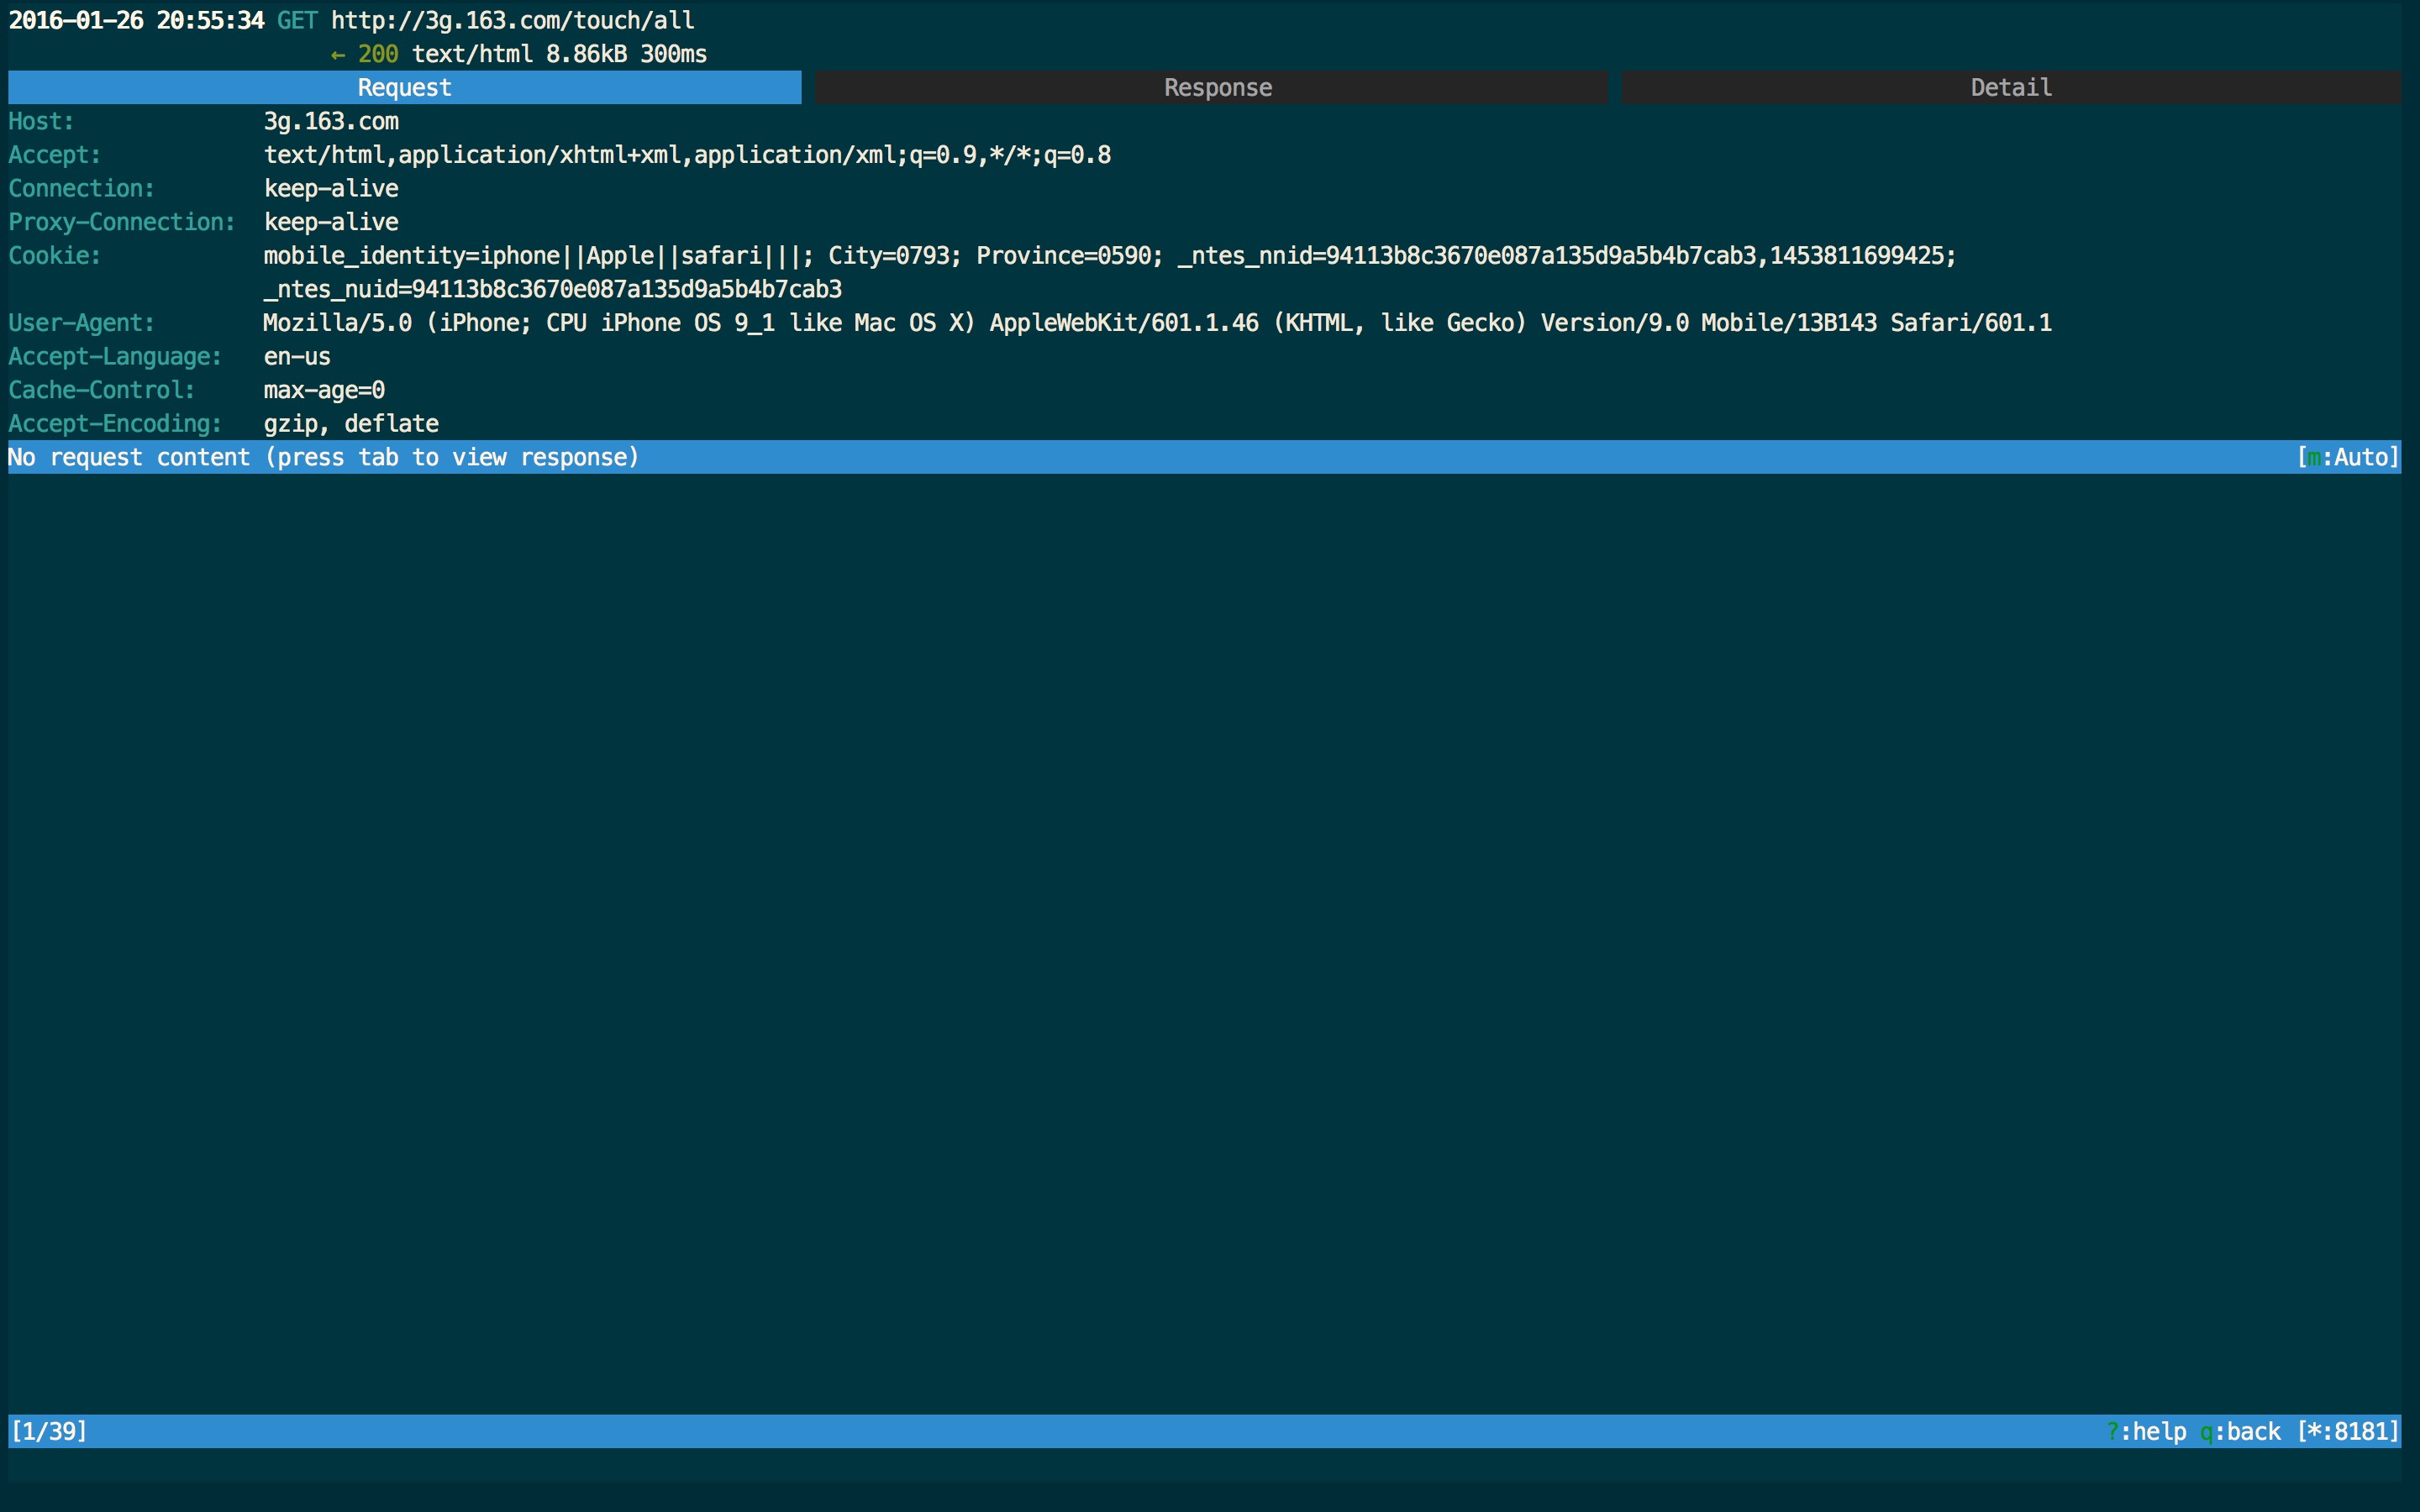 2016-01-26 20:55:34 GET http://3g.163.com/touch/all
← 200 text/html 8.86kB 300ms
Request Response Detail
Host: 3g.163.com
Accept: text/html,application/xhtml+xml,application/xml;q=0.9,*/*;q=0.8
Connection: keep-alive
Proxy-Connection: keep-alive
Cookie: mobile_identity=iphone||Apple||safari|||; City=0793; Province=0590; _ntes_nnid=94113b8c3670e087a135d9a5b4b7cab3,1453811699425;
_ntes_nuid=94113b8c3670e087a135d9a5b4b7cab3
User-Agent: Mozilla/5.0 (iPhone; CPU iPhone OS 9_1 like Mac OS X) AppleWebKit/601.1.46 (KHTML, like Gecko) Version/9.0 Mobile/13B143 Safari/601.1
Accept-Language: en-us
Cache-Control: max-age=0
Accept-Encoding: gzip, deflate
No request content (press tab to view response) [m:Auto]
[1/39] ?:help q:back [*:8181]